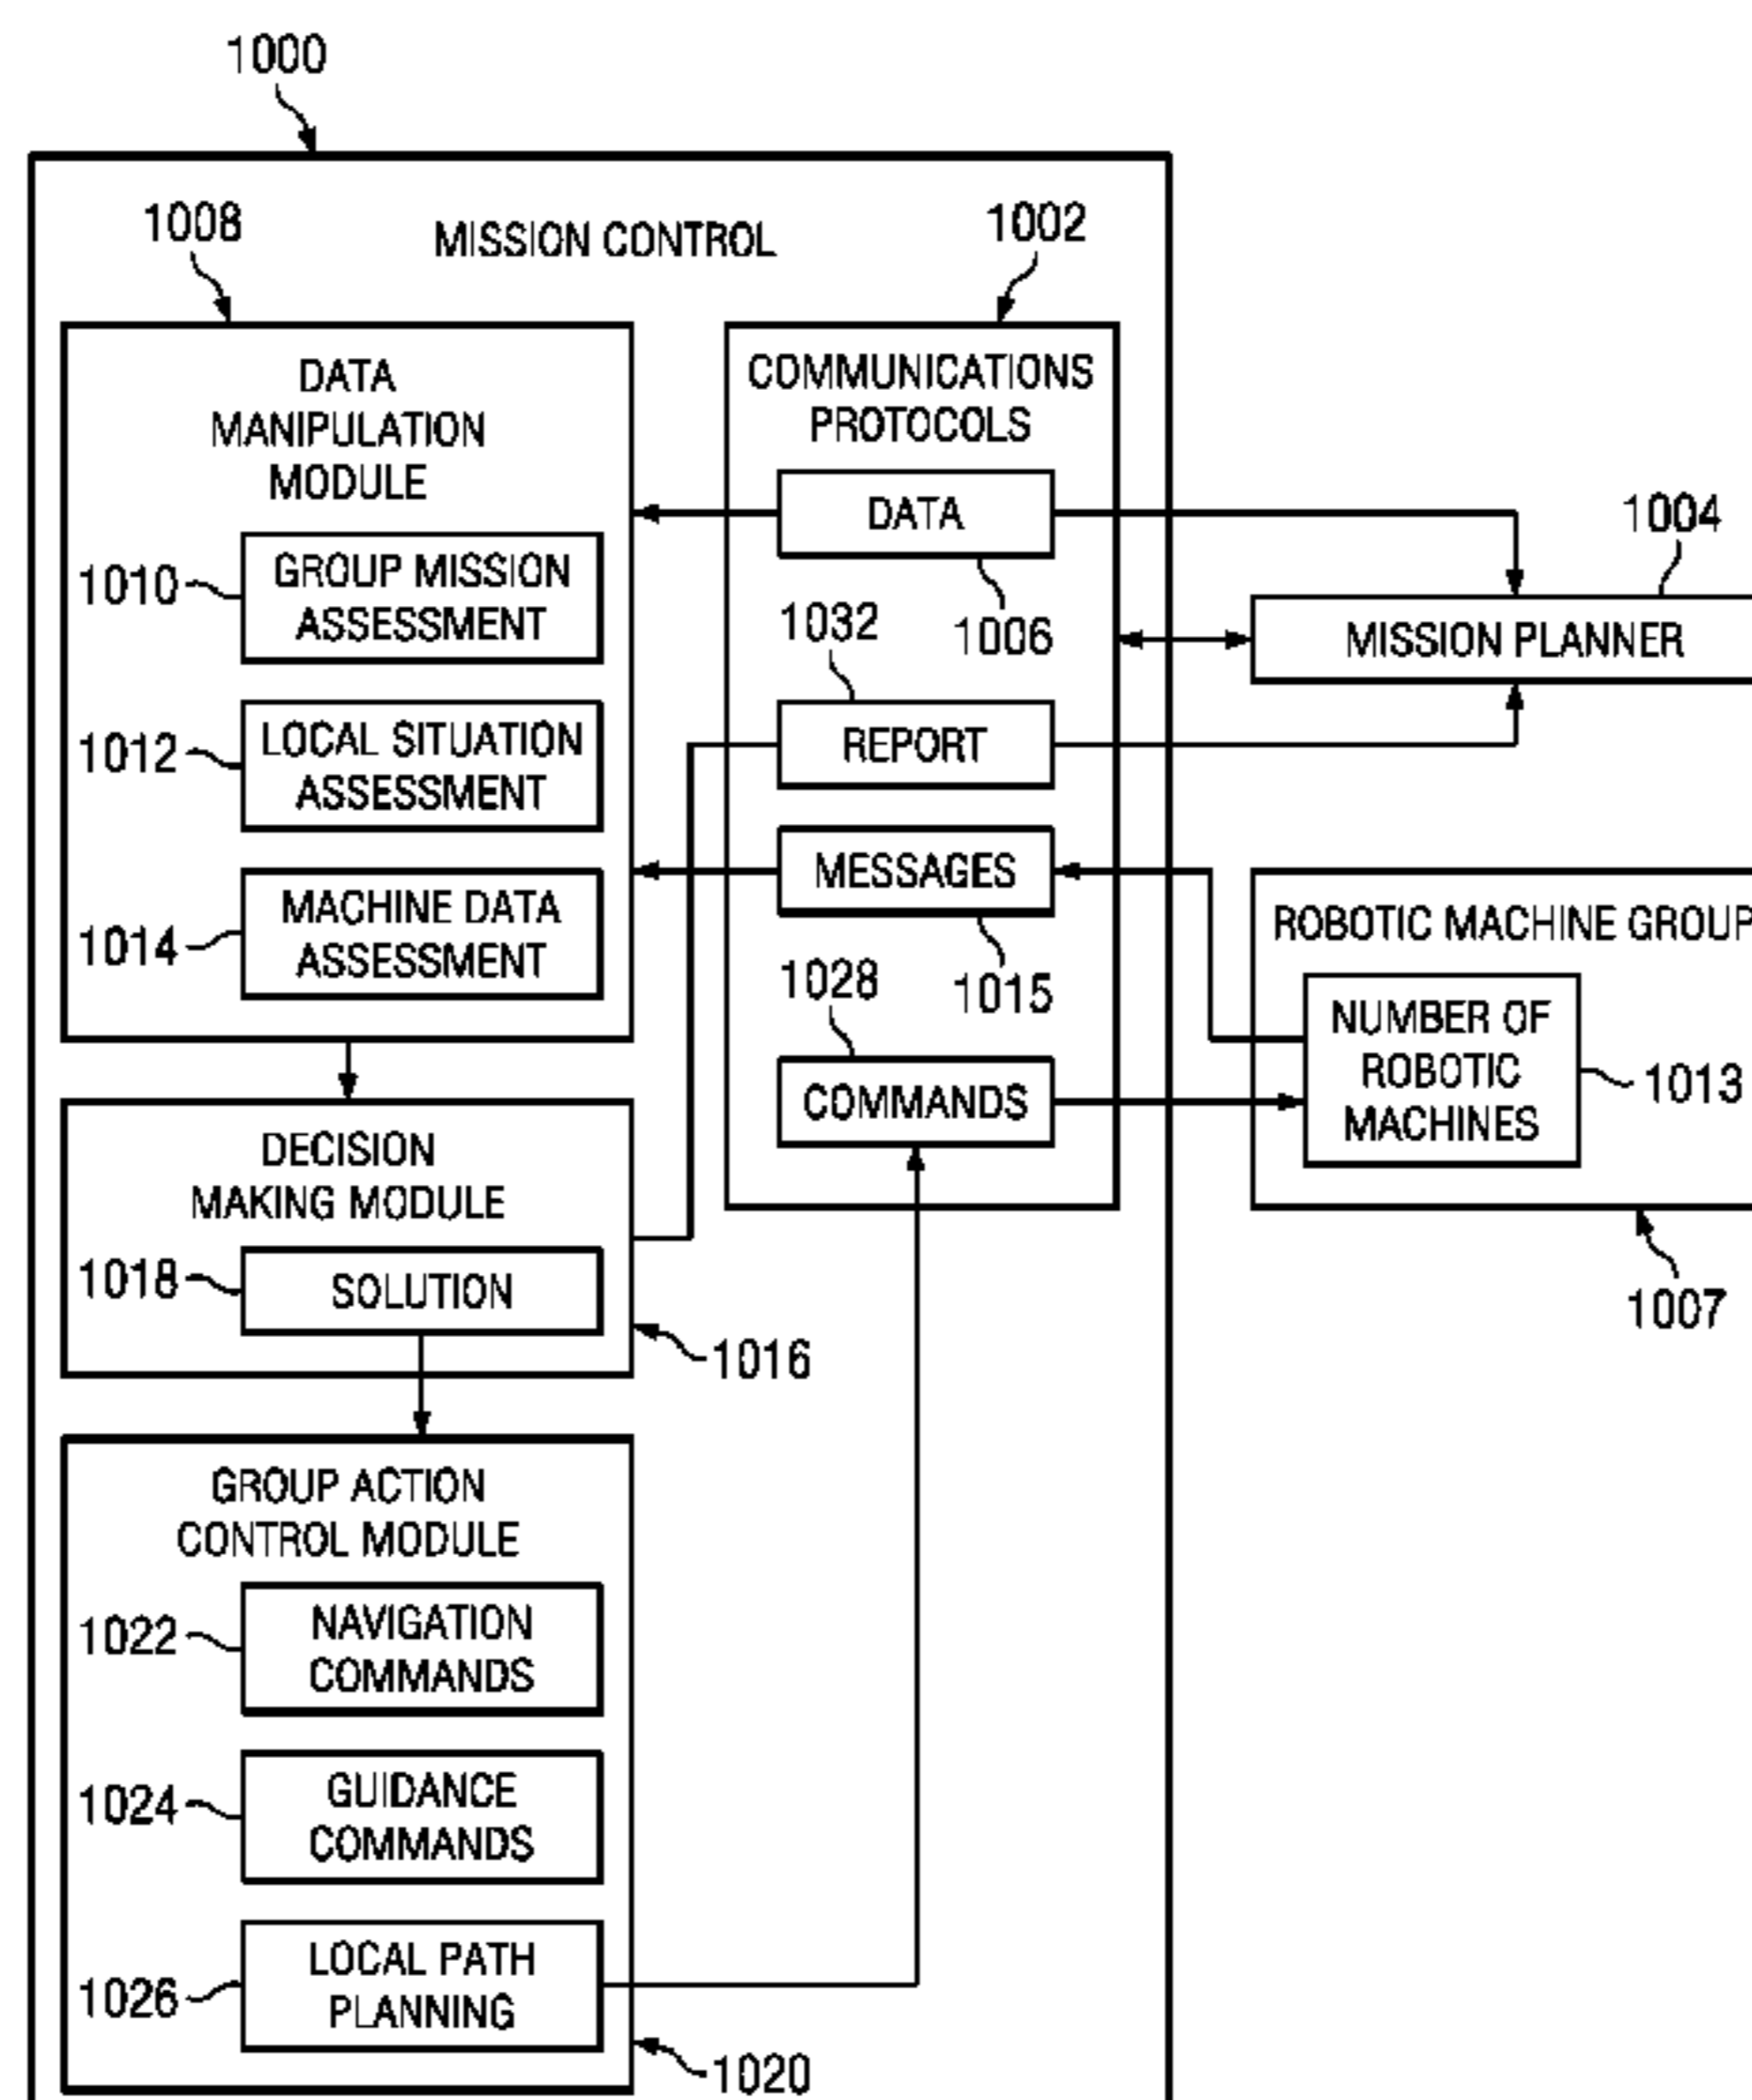 1000
1008
MISSION CONTROL
1002
DATA
MANIPULATION
MODULE
COMMUNICATIONS
PROTOCOLS
DATA
1006
1004
MISSION PLANNER
1010
GROUP MISSION
ASSESSMENT
1032
REPORT
1012
LOCAL SITUATION
ASSESSMENT
MESSAGES
1015
1014
MACHINE DATA
ASSESSMENT
1028
COMMANDS
ROBOTIC MACHINE GROUP
NUMBER OF
ROBOTIC
MACHINES
1013
1007
DECISION
MAKING MODULE
1018
SOLUTION
1016
GROUP ACTION
CONTROL MODULE
1022
NAVIGATION
COMMANDS
1024
GUIDANCE
COMMANDS
1026
LOCAL PATH
PLANNING
1020